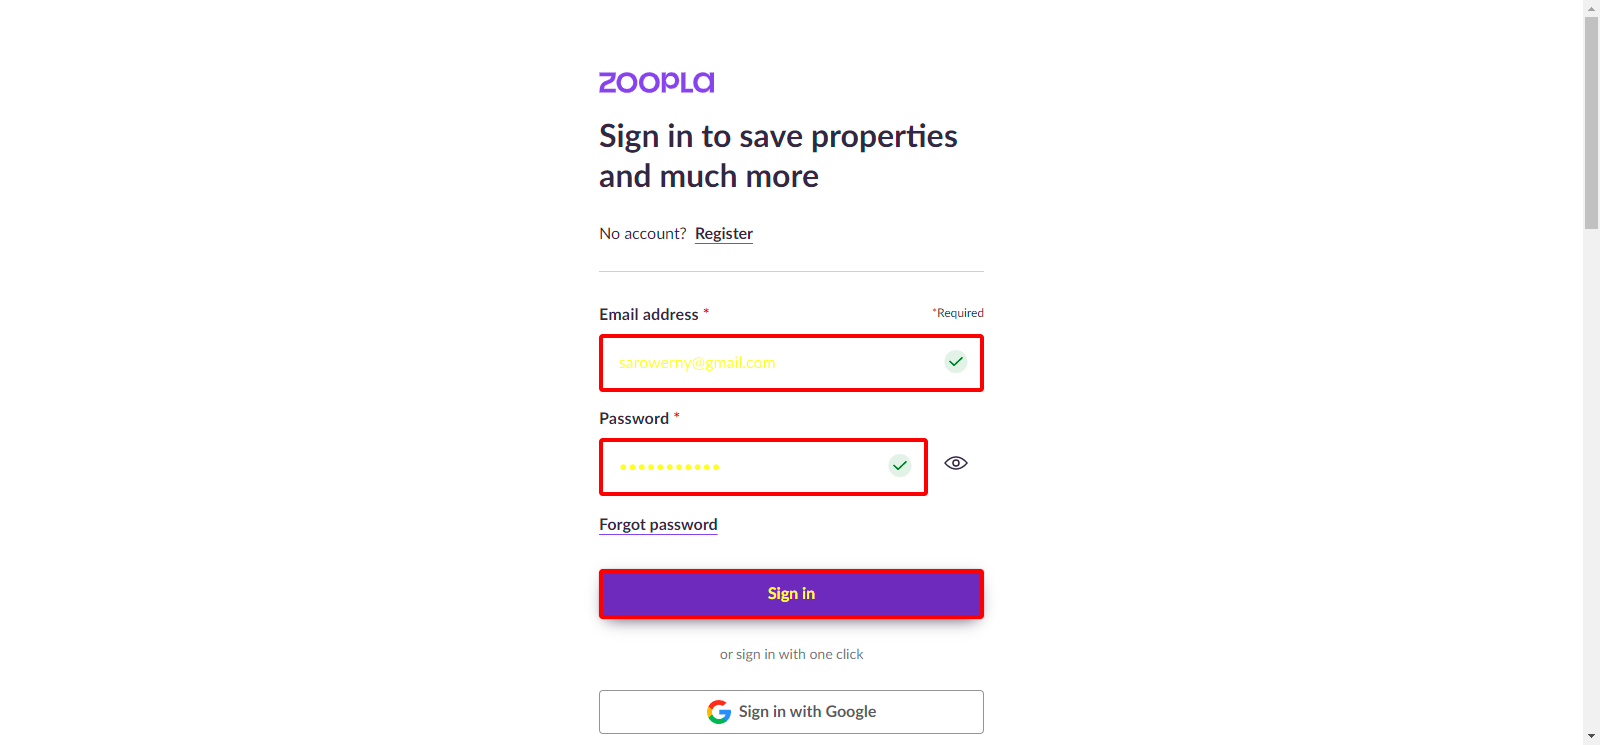 zoopla
Sign in to save properties
and much more
No account? Register
Email address *
*Required
sarowerny@gmail.com
Password *
•••••••••••
Forgot password
Sign in
or sign in with one click
Sign in with Google